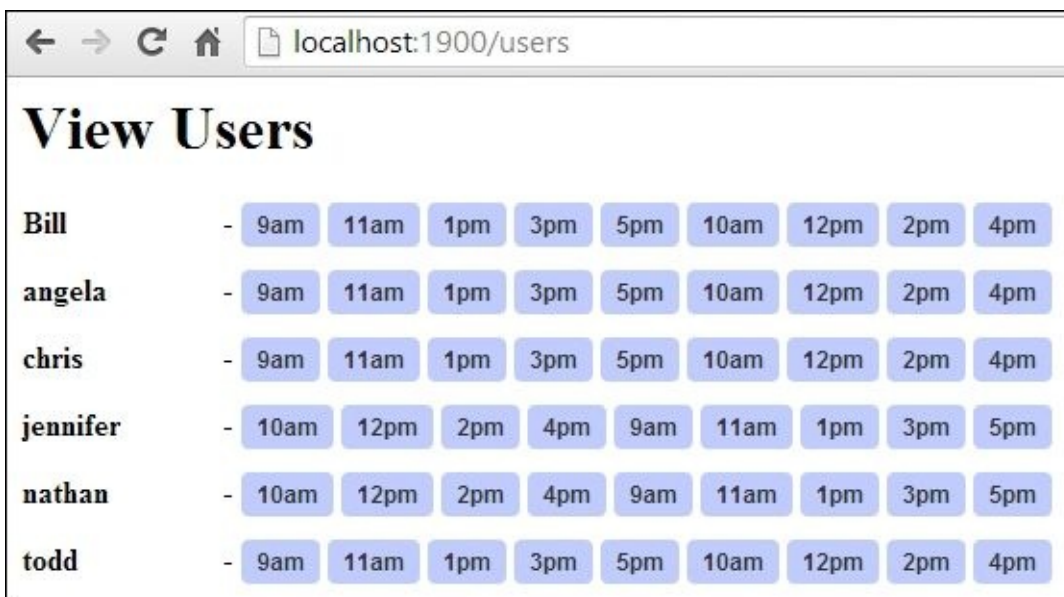 localhost:1900/users
View Users
Bill - 9am 11am 1pm 3pm 5pm 10am 12pm 2pm 4pm
angela - 9am 11am 1pm 3pm 5pm 10am 12pm 2pm 4pm
chris - 9am 11am 1pm 3pm 5pm 10am 12pm 2pm 4pm
jennifer - 10am 12pm 2pm 4pm 9am 11am 1pm 3pm 5pm
nathan - 10am 12pm 2pm 4pm 9am 11am 1pm 3pm 5pm
todd - 9am 11am 1pm 3pm 5pm 10am 12pm 2pm 4pm